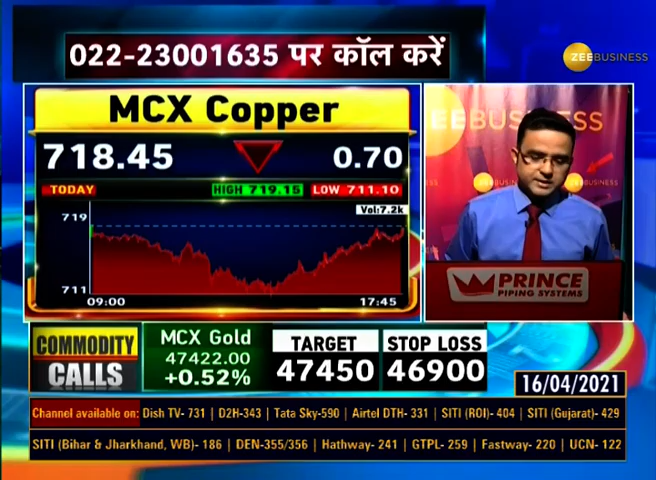 022-23001635 पर कॉल करें
ZEEBUSINESS
MCX Copper
718.45 0.70
TODAY HIGH 719.15 LOW 711.10
Vol:7.2k
719
711
09:00 17:45
EEBUSINESS
ZEEBUSINESS ZEEBUSINESS
PRINCE
PIPING SYSTEMS
COMMODITY
CALLS
MCX Gold
47422.00
+0.52%
TARGET
47450
STOP LOSS
46900
16/04/2021
Channel available on: Dish TV- 731 | D2H-343 | Tata Sky-590 | Airtel DTH- 331 | SITI (ROI)- 404 | SITI (Gujarat)- 429
SITI (Bihar & Jharkhand, WB)- 186 | DEN-355/356 | Hathway- 241 | GTPL- 259 | Fastway- 220 | UCN- 122